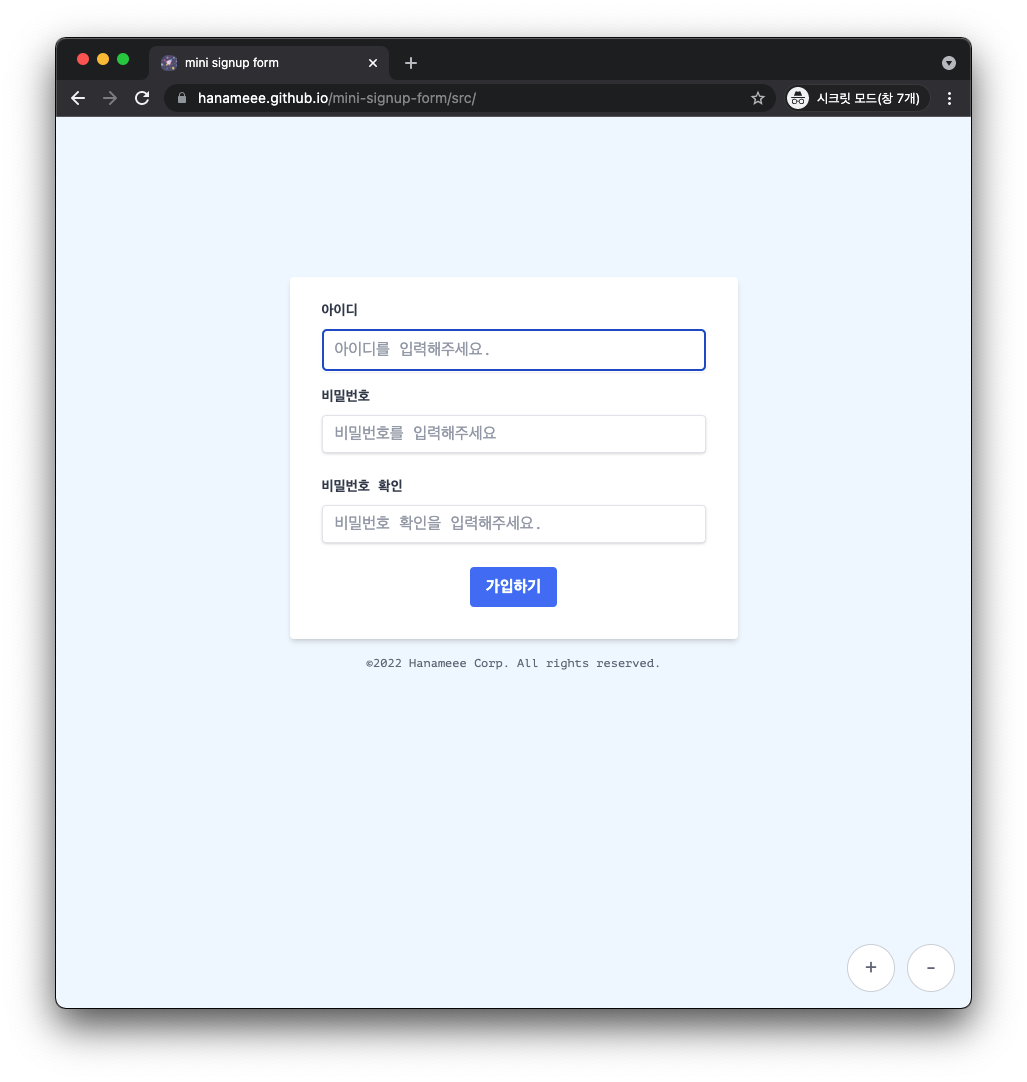 mini signup form
hanameee.github.io/mini-signup-form/src/
시크릿 모드(창 7개)
아이디
아이디를 입력해주세요.
비밀번호
비밀번호를 입력해주세요
비밀번호 확인
비밀번호 확인을 입력해주세요.
가입하기
©2022 Hanameee Corp. All rights reserved.
+ -